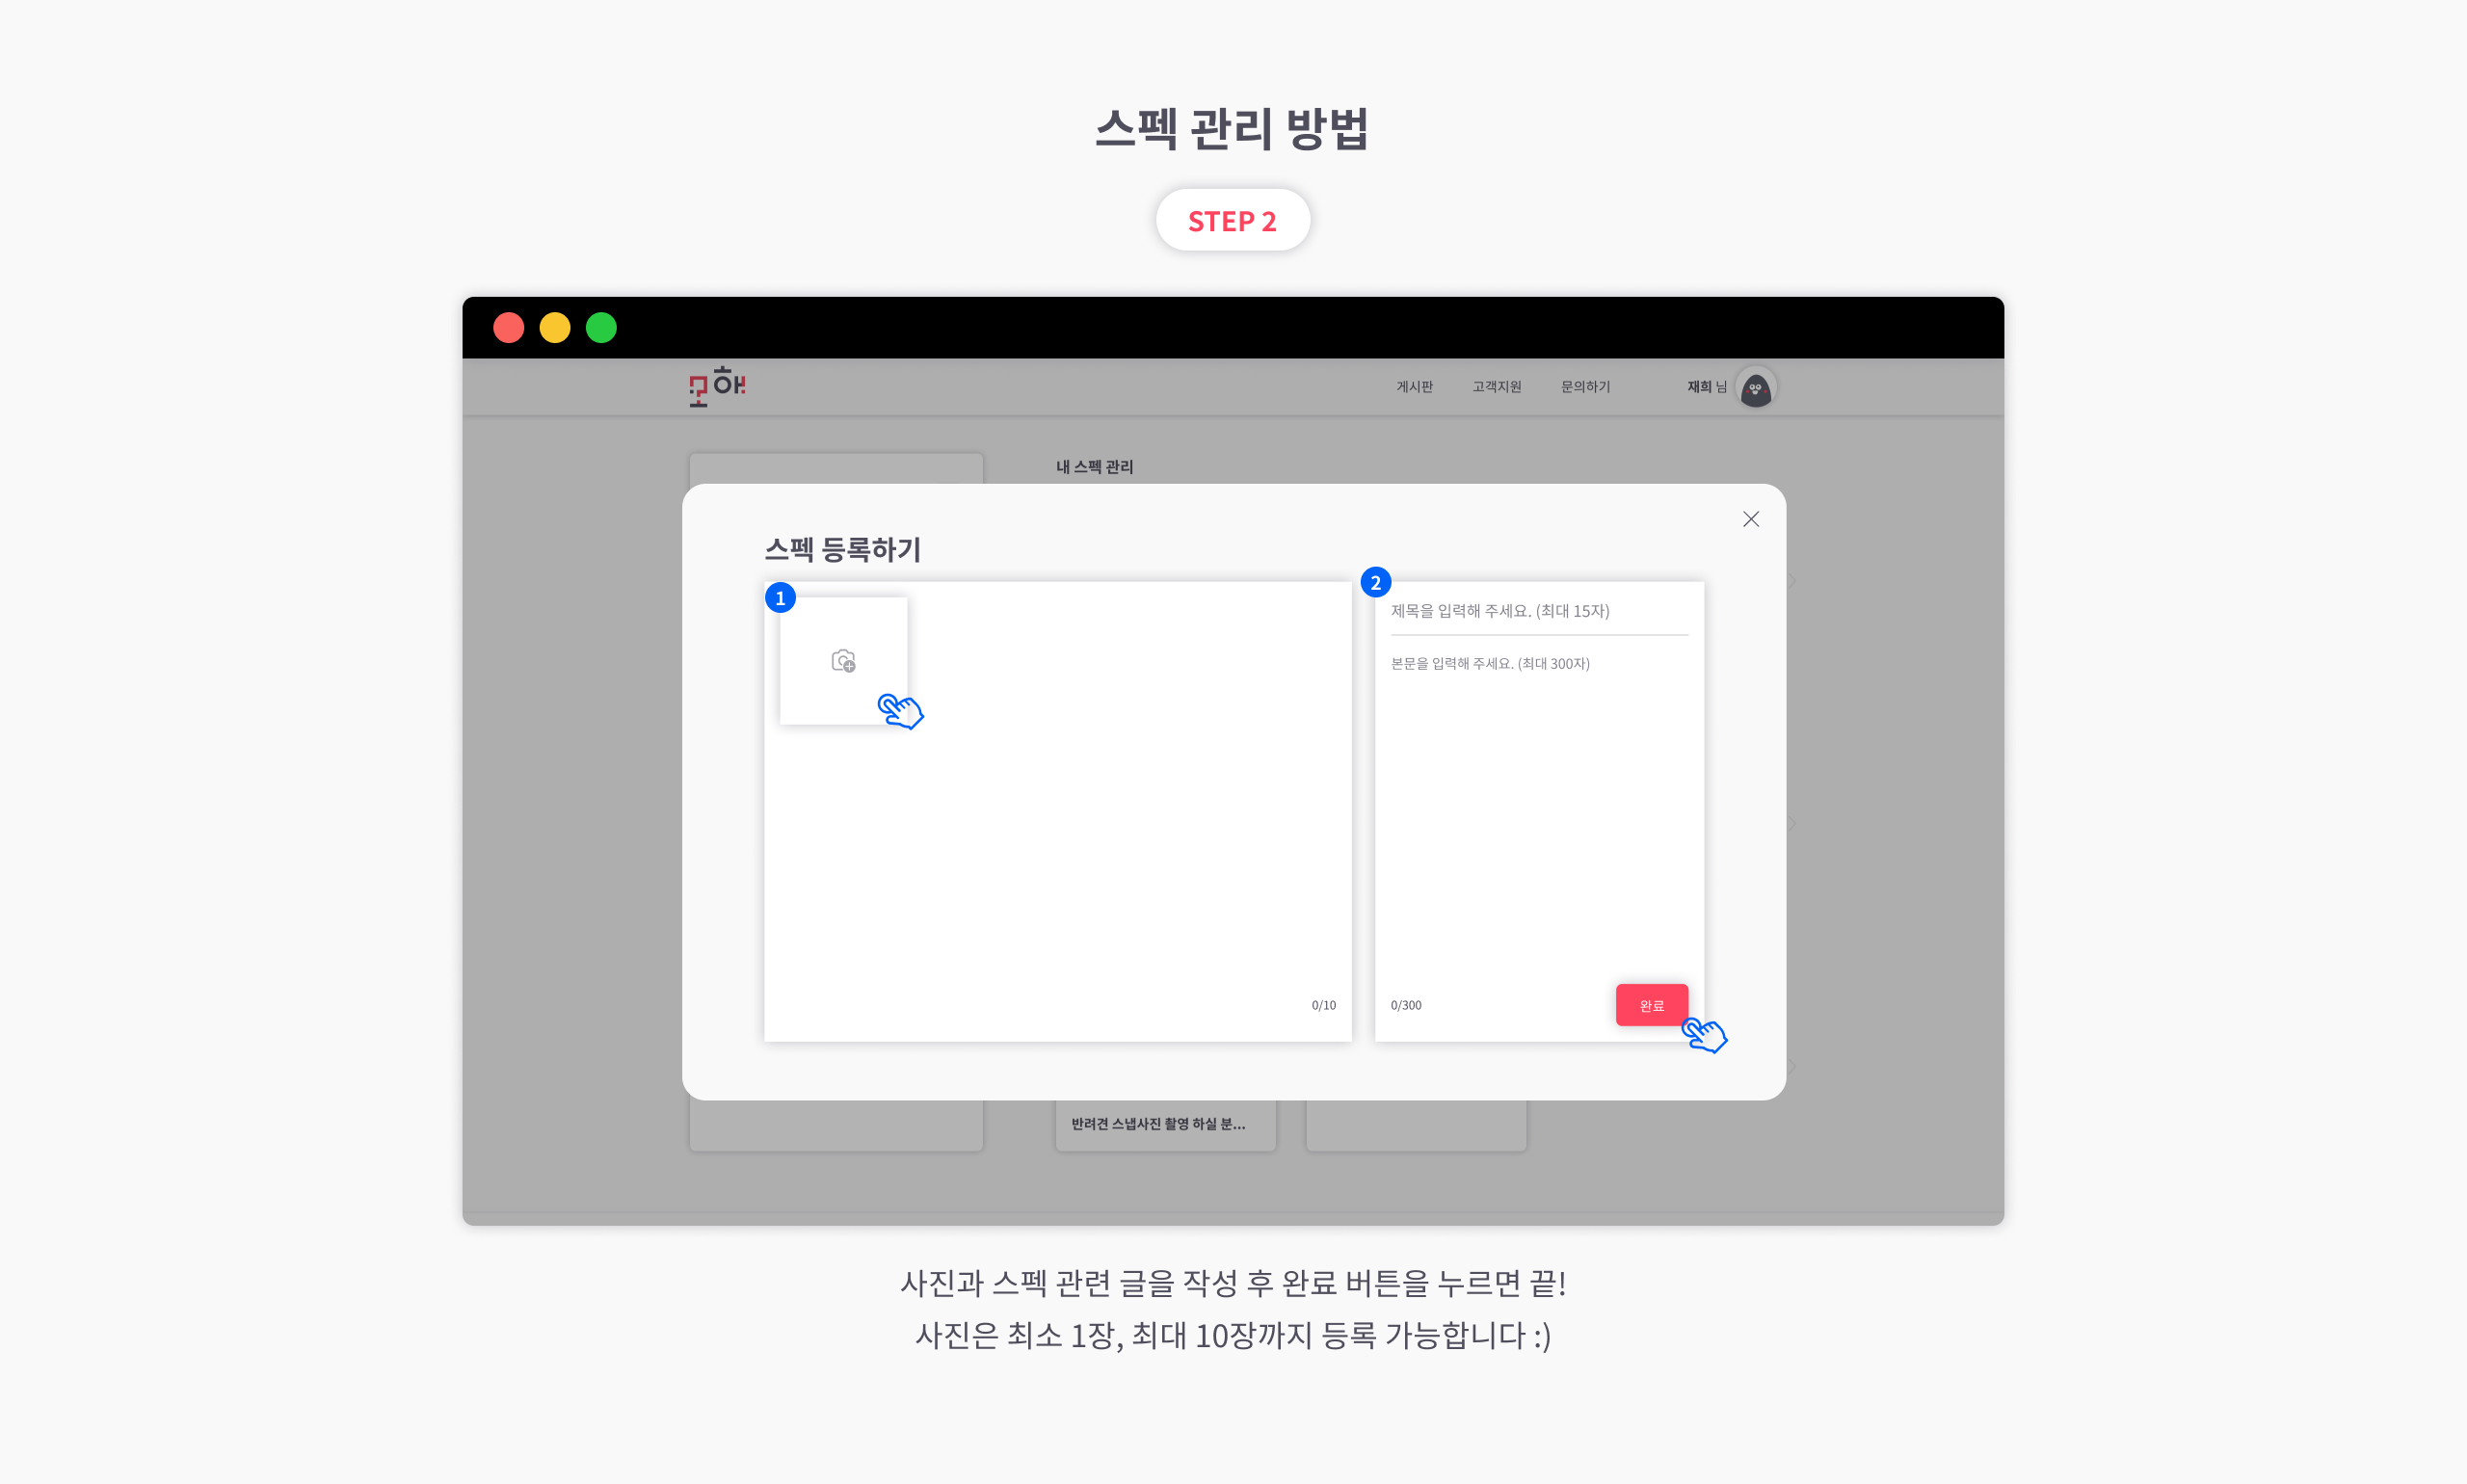 스펙 관리 방법
STEP 2
모해
게시판 고객지원 문의하기 재희 님
내 스펙 관리
스펙 등록하기
1
2
제목을 입력해 주세요. (최대 15자)
본문을 입력해 주세요. (최대 300자)
0/10
0/300
완료
반려견 스냅사진 촬영 하실 분...
사진과 스펙 관련 글을 작성 후 완료 버튼을 누르면 끝!
사진은 최소 1장, 최대 10장까지 등록 가능합니다 :)